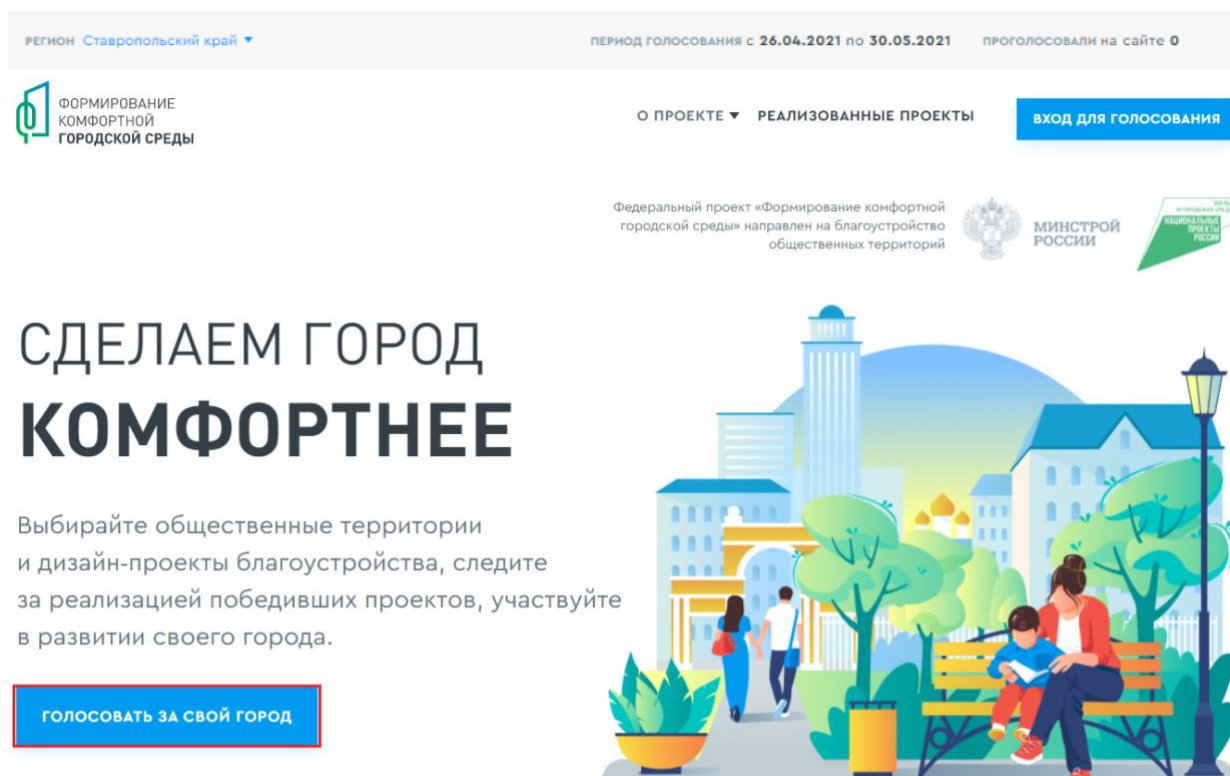 РЕГИОН Ставропольский край
ПЕРИОД ГОЛОСОВАНИЯ с 26.04.2021 по 30.05.2021
ПРОГОЛОСОВАЛИ на сайте 0
ФОРМИРОВАНИЕ
КОМФОРТНОЙ
ГОРОДСКОЙ СРЕДЫ
О ПРОЕКТЕ
РЕАЛИЗОВАННЫЕ ПРОЕКТЫ
ВХОД ДЛЯ ГОЛОСОВАНИЯ
Федеральный проект «Формирование комфортной
городской среды» направлен на благоустройство
общественных территорий
МИНСТРОЙ
РОССИИ
НАЦИОНАЛЬНЫЕ
ПРОЕКТЫ
РОССИИ
СДЕЛАЕМ ГОРОД
КОМФОРТНЕЕ
Выбирайте общественные территории
и дизайн-проекты благоустройства, следите
за реализацией победивших проектов, участвуйте
в развитии своего города.
ГОЛОСОВАТЬ ЗА СВОЙ ГОРОД